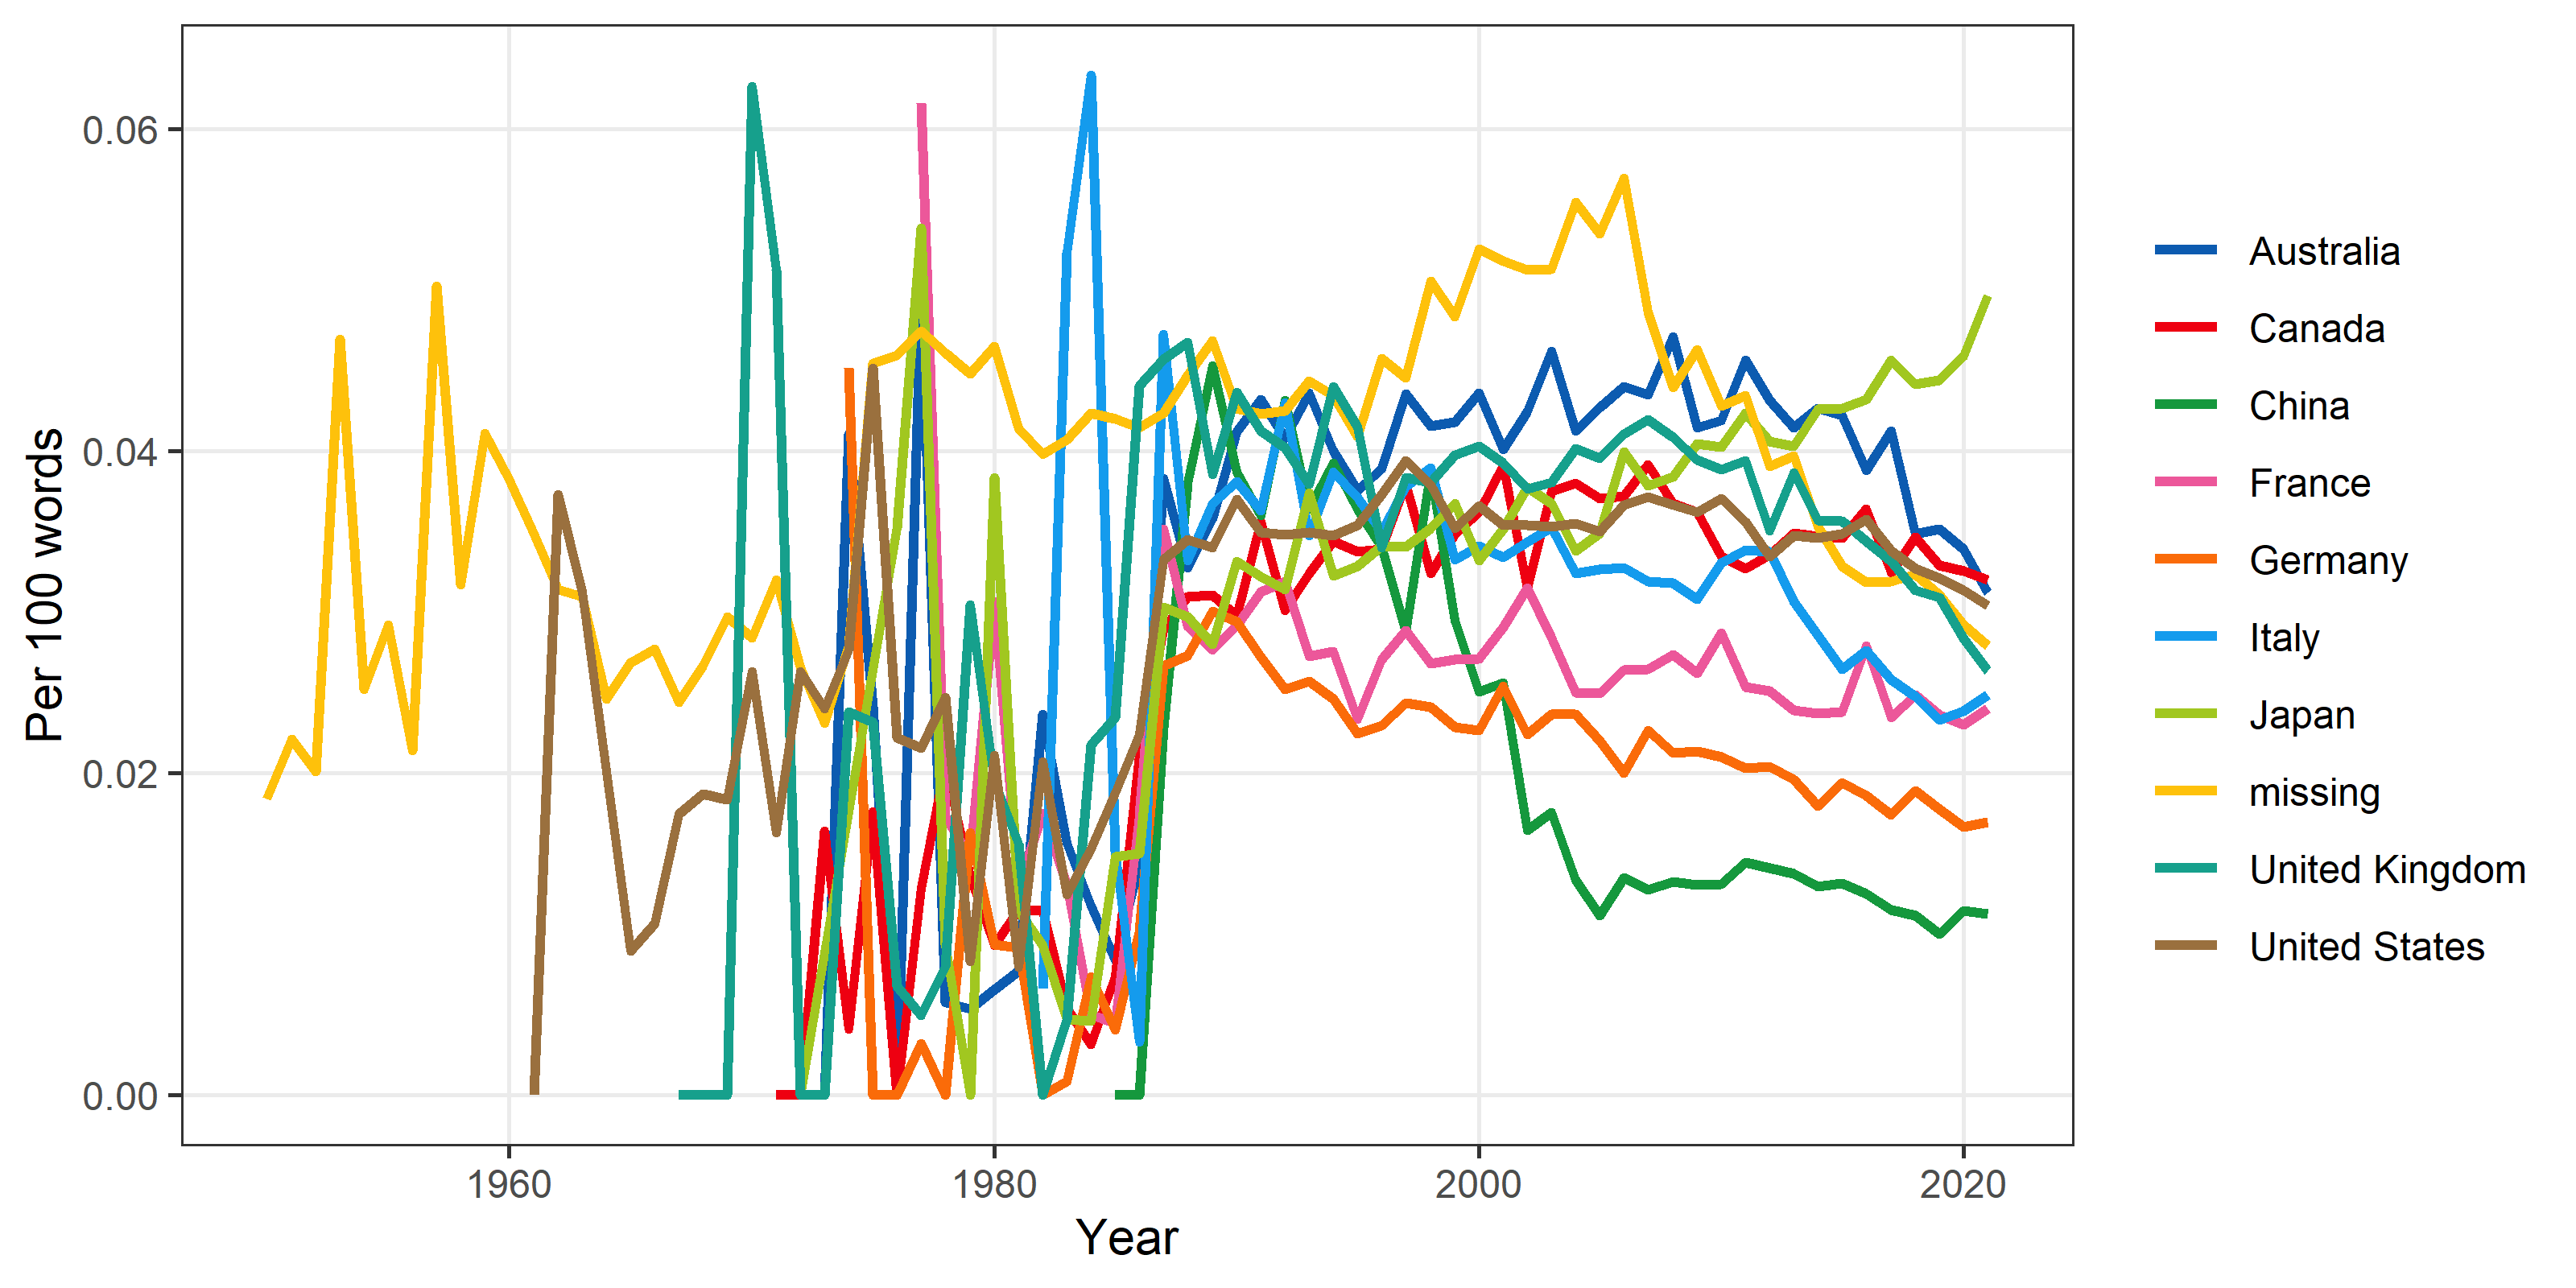 Per 100 words
0.06
0.04
0.02
0.00
1960
1980
2000
2020
Year
Australia
Canada
China
France
Germany
Italy
Japan
missing
United Kingdom
United States